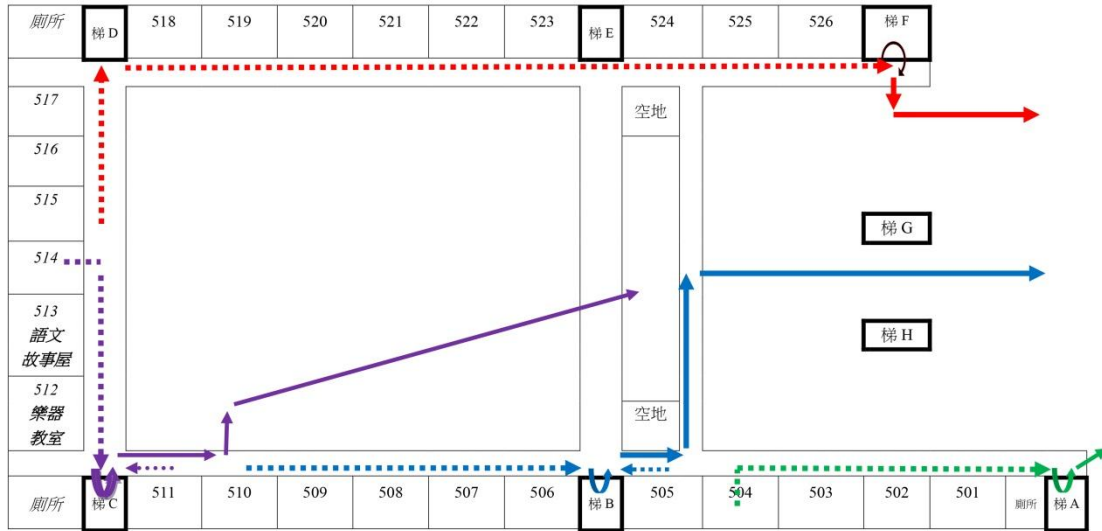 廁所 梯 D 518 519 520 521 522 523 梯 E 524 525 526 梯 F
517 空地
516
515 梯 G
514
513
語文
故事屋 梯 H
512
樂器 空地
教室
廁所 梯 C 511 510 509 508 507 506 梯 B 505 504 503 502 501 廁所 梯 A